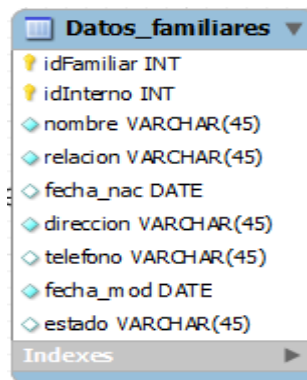 Datos_familiares
idFamiliar INT
idInterno INT
nombre VARCHAR(45)
relacion VARCHAR(45)
fecha_nac DATE
direccion VARCHAR(45)
telefono VARCHAR(45)
fecha_mod DATE
estado VARCHAR(45)
Indexes